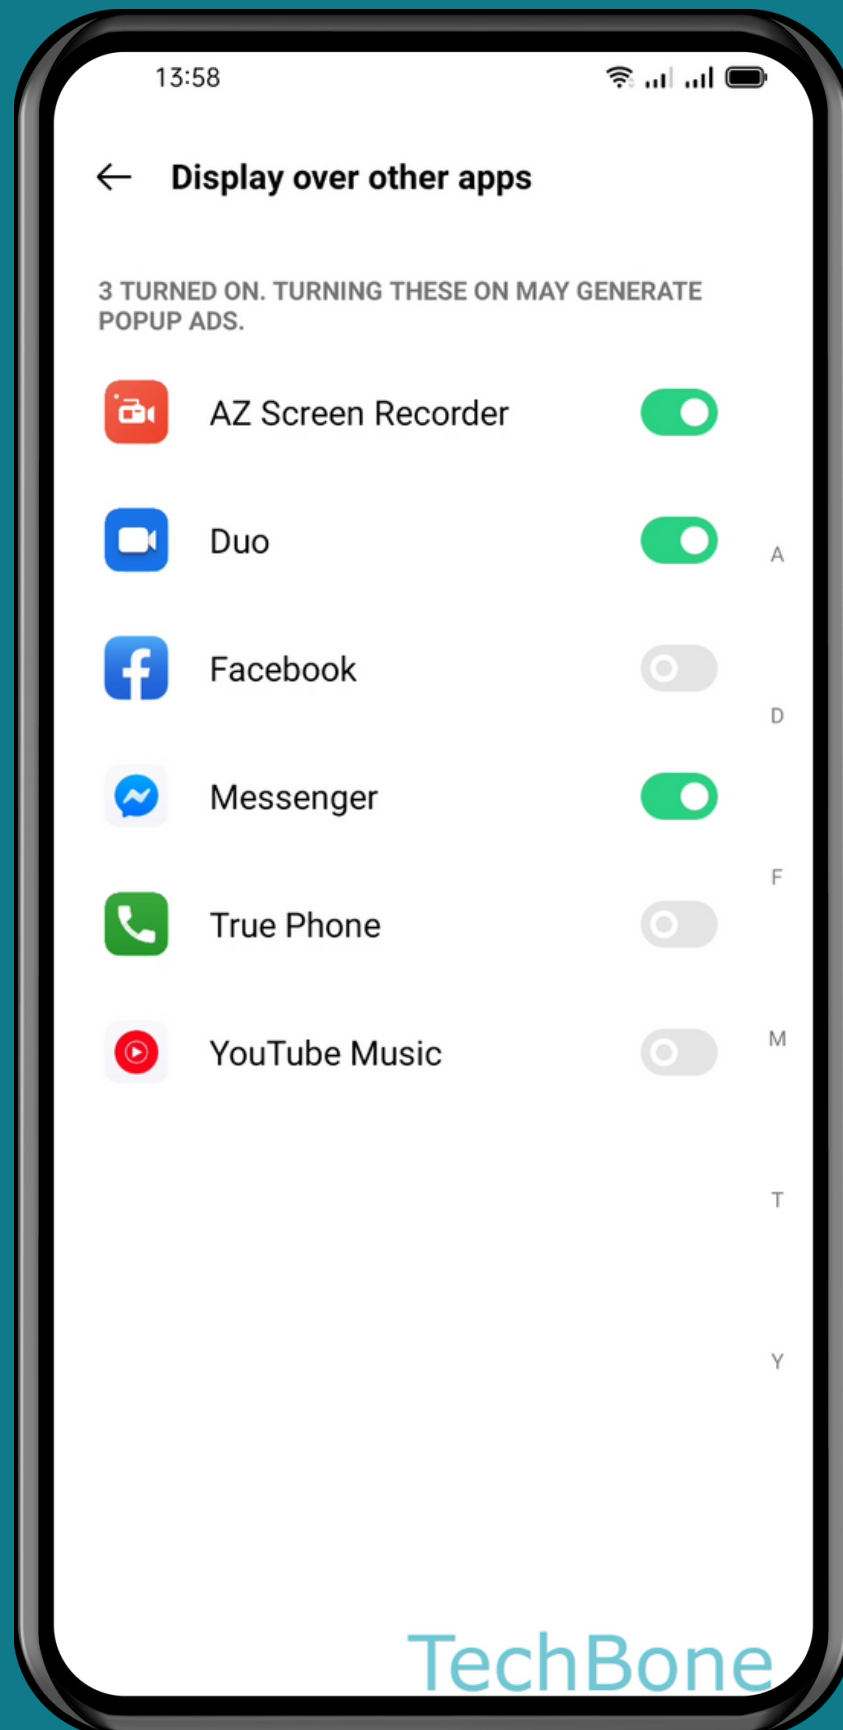 13:58
Display over other apps
3 TURNED ON. TURNING THESE ON MAY GENERATE
POPUP ADS.
AZ Screen Recorder
Duo
A
Facebook
D
Messenger
F
True Phone
YouTube Music
M
T
Y
TechBone